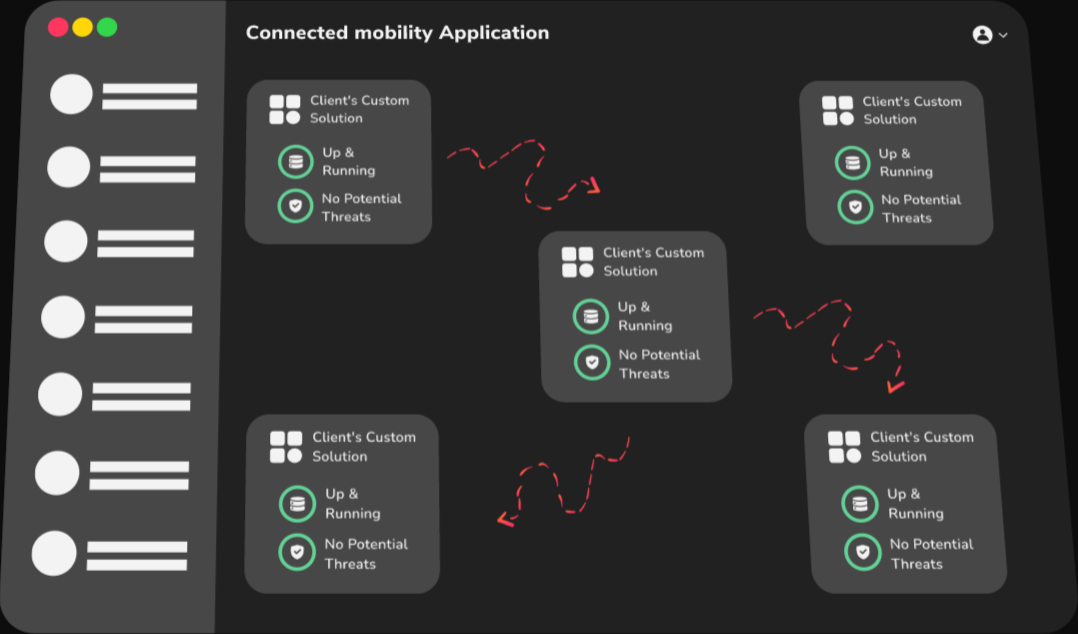 Connected mobility Application
Client's Custom
Solution
Up &
Running
No Potential
Threats
Client's Custom
Solution
Up &
Running
No Potential
Threats
Client's Custom
Solution
Up &
Running
No Potential
Threats
Client's Custom
Solution
Up &
Running
No Potential
Threats
Client's Custom
Solution
Up &
Running
No Potential
Threats